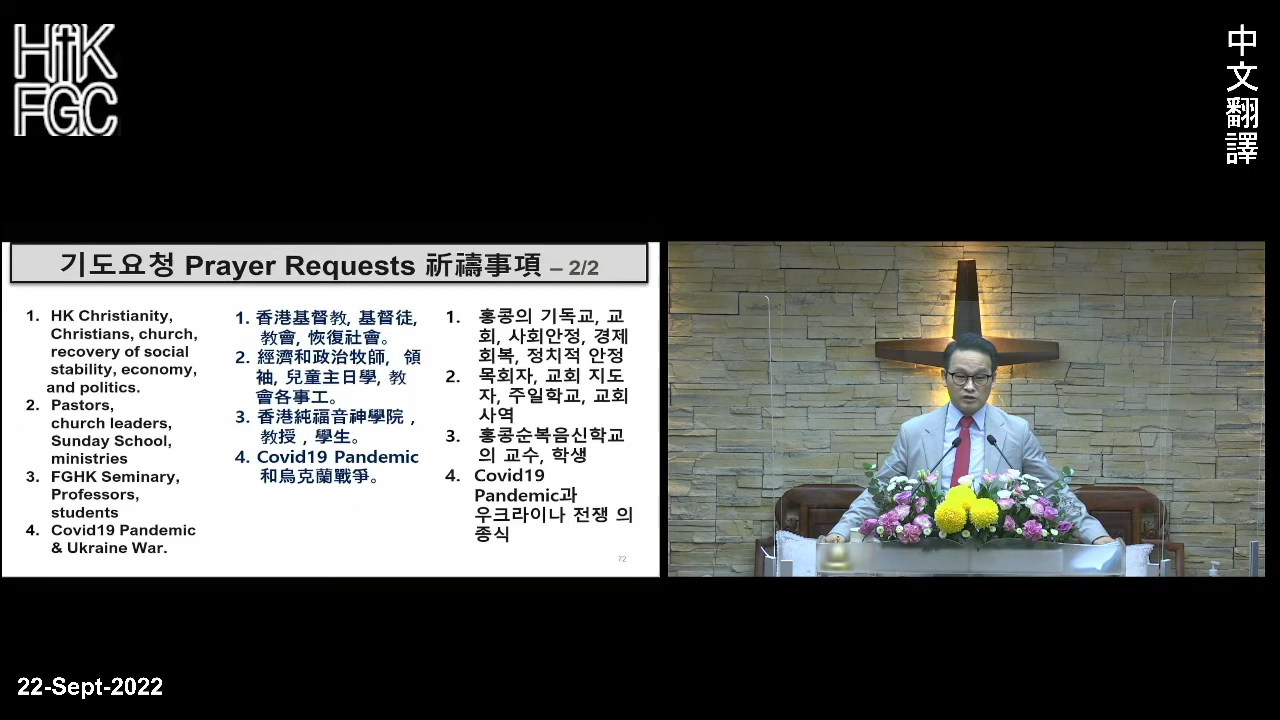 HK
FGC
中文翻譯
기도요청 Prayer Requests 祈禱事項 – 2/2
1. HK Christianity,
Christians, church,
recovery of social
stability, economy,
and politics.
2. Pastors,
church leaders,
Sunday School,
ministries
3. FGHK Seminary,
Professors,
students
4. Covid19 Pandemic
& Ukraine War.
1. 香港基督教, 基督徒,
教會, 恢復社會。
2. 經濟和政治牧師, 領
袖, 兒童主日學, 教
會各事工。
3. 香港純福音神學院 ,
教授 , 學生。
4. Covid19 Pandemic
和烏克蘭戰爭。
1. 홍콩의 기독교, 교
회, 사회안정, 경제
회복, 정치적 안정
2. 목회자, 교회 지도
자, 주일학교, 교회
사역
3. 홍콩순복음신학교
의 교수, 학생
4. Covid19
Pandemic과
우크라이나 전쟁 의
종식
72
22-Sept-2022